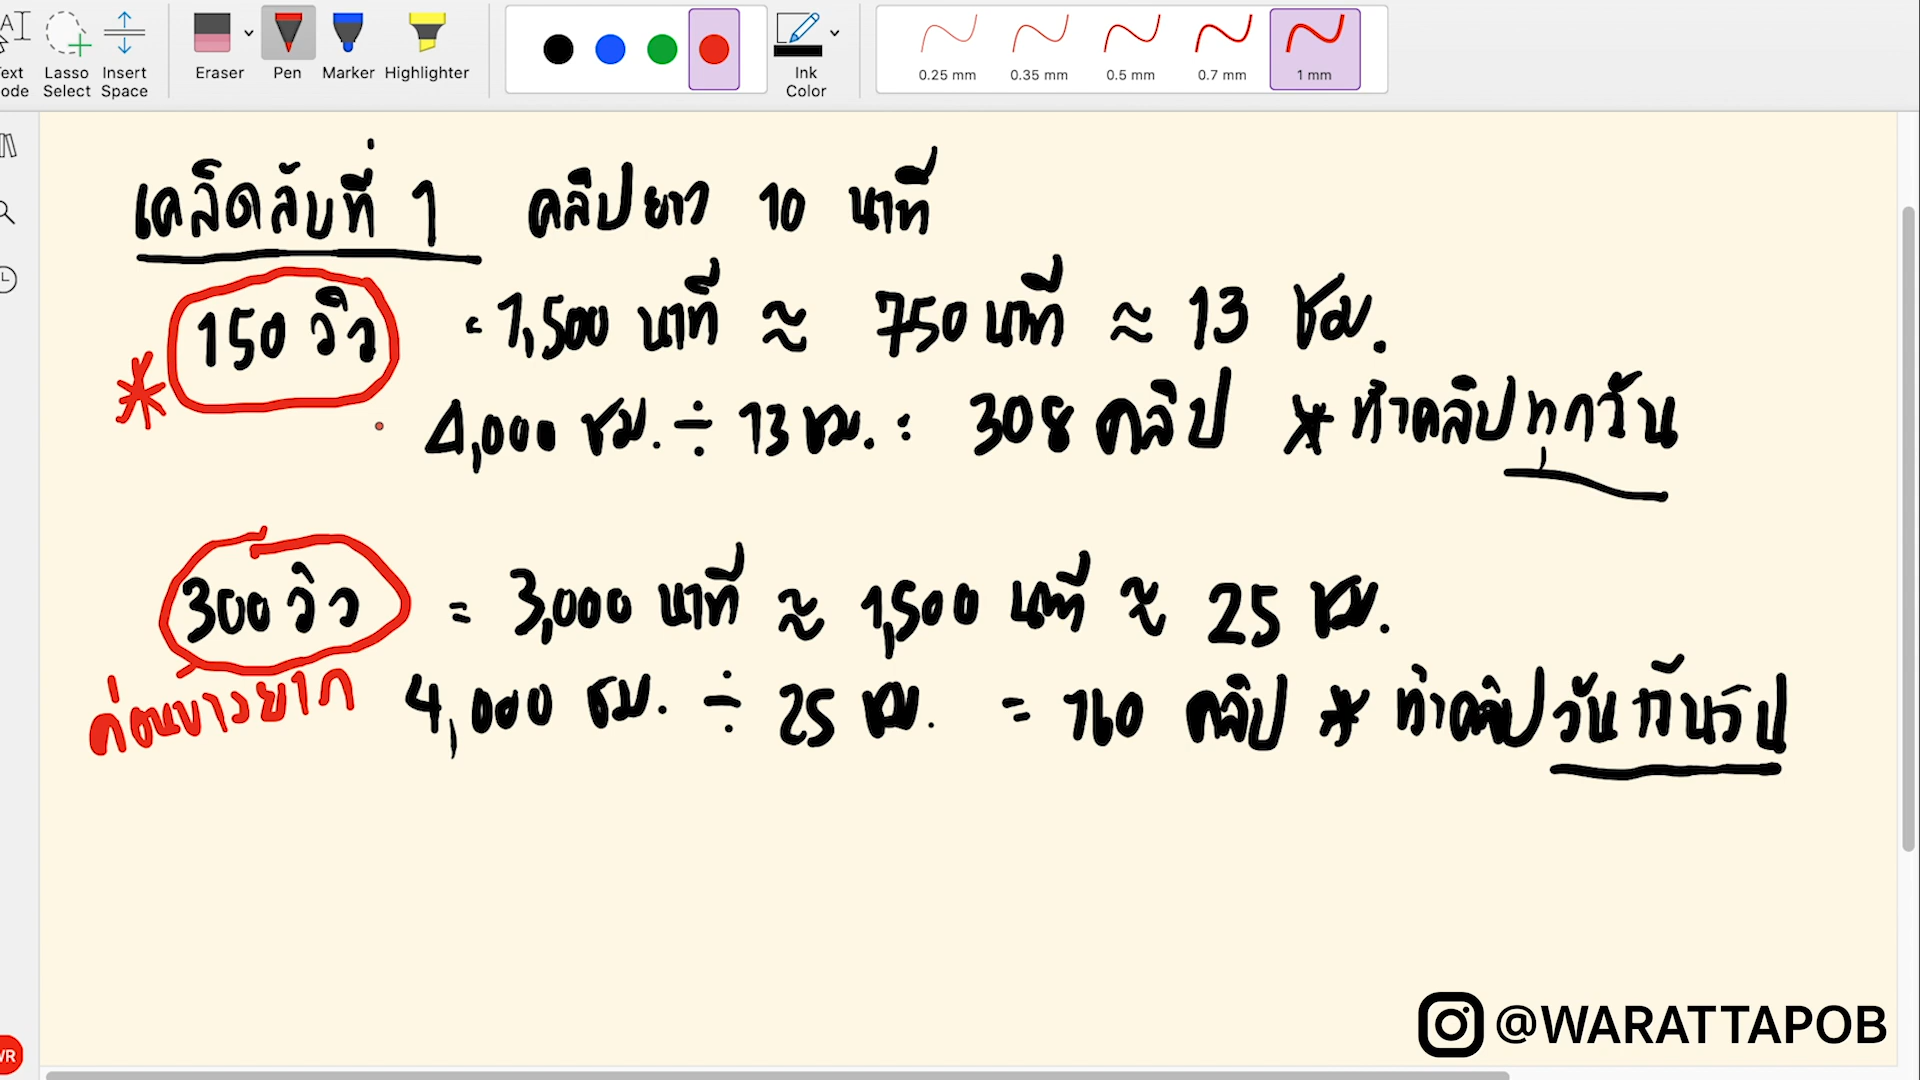 Text
Mode
Lasso
Select
Insert
Space
Eraser
Pen
Marker
Highlighter
Ink
Color
0.25 mm
0.35 mm
0.5 mm
0.7 mm
1 mm
เคล็ดลับที่ 1 คลิปยาว 10 นาที
150 วิว = 1,500 นาที ≈ 750 นาที ≈ 13 ชม.
* 4,000 ชม. ÷ 13 ชม. = 308 คลิป * ทำคลิปทุกวัน
300 วิว = 3,000 นาที ≈ 1,500 นาที ≈ 25 ชม.
ค่อนข้างยาก 4,000 ชม. ÷ 25 ชม. = 160 คลิป * ทำคลิปวันเว้นวัน
@WARATTAPOB